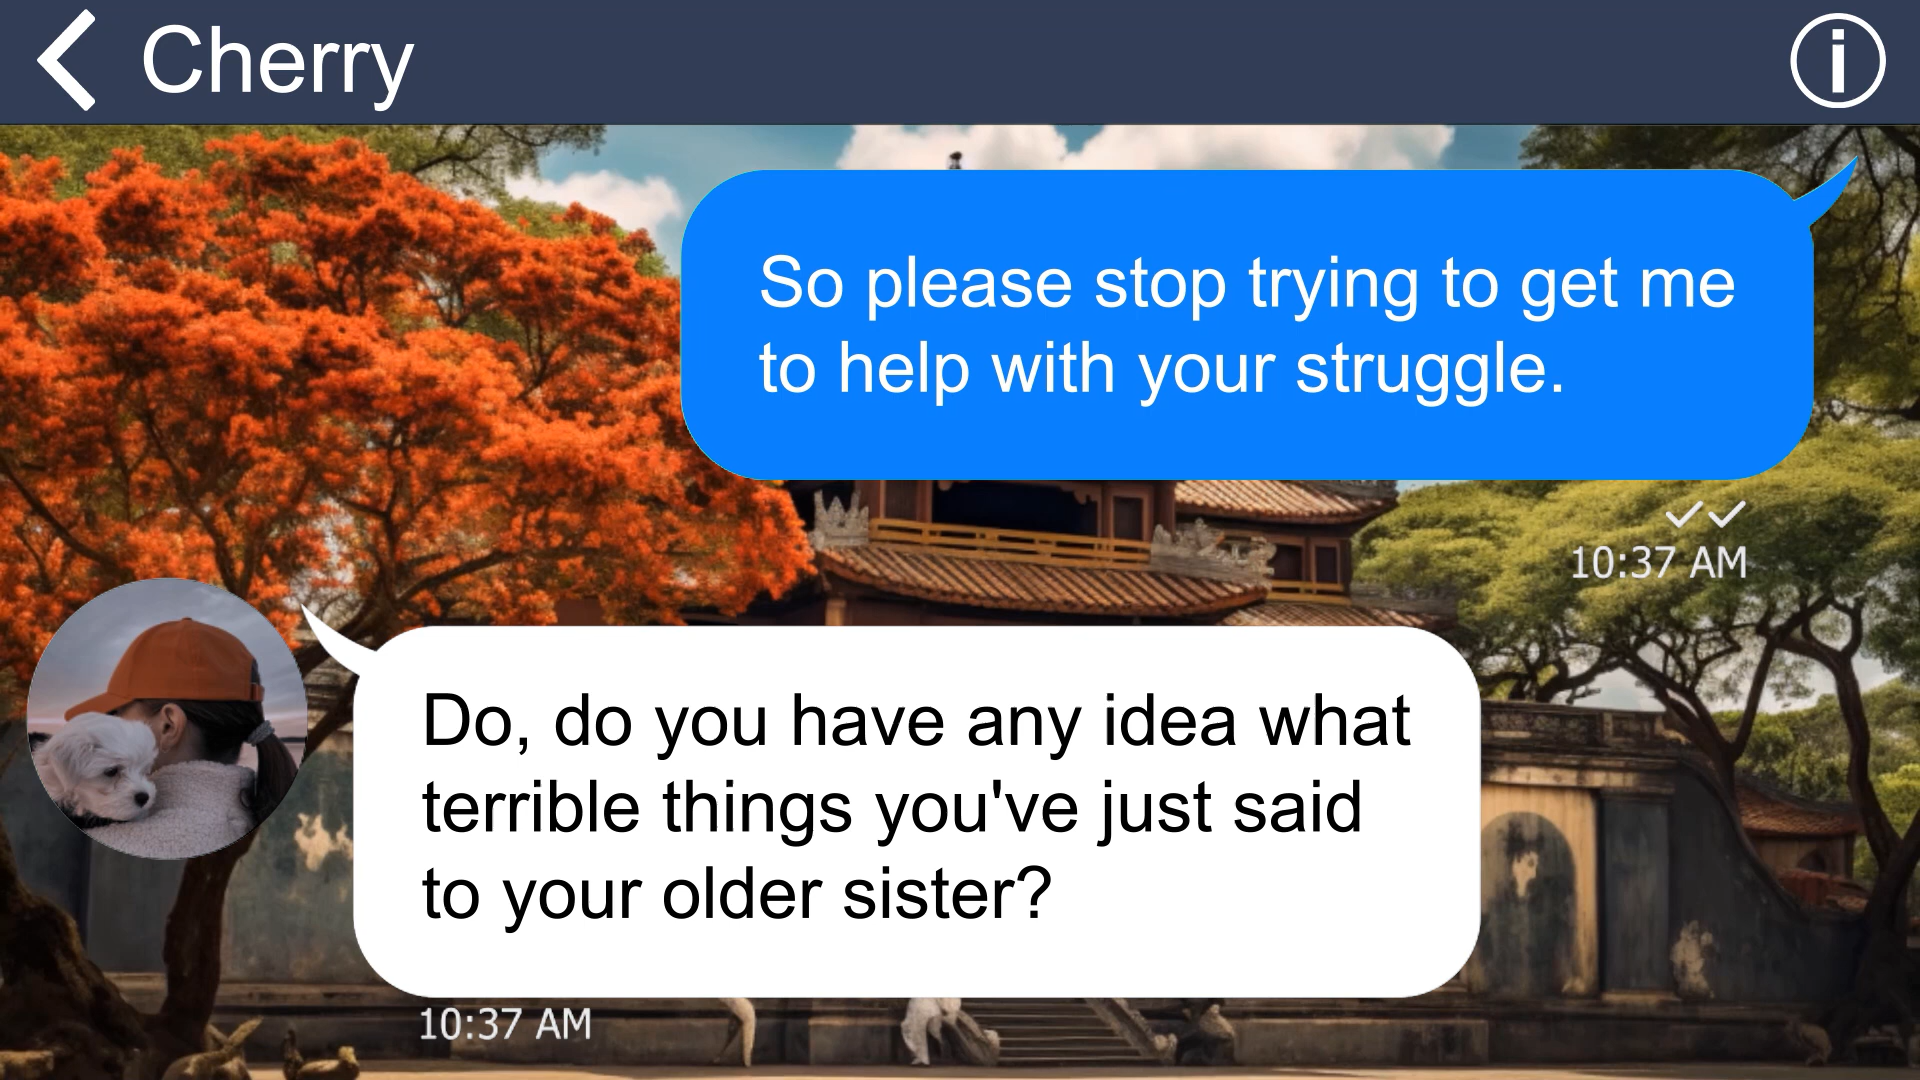 Cherry
So please stop trying to get me
to help with your struggle.
10:37 AM
Do, do you have any idea what
terrible things you've just said
to your older sister?
10:37 AM